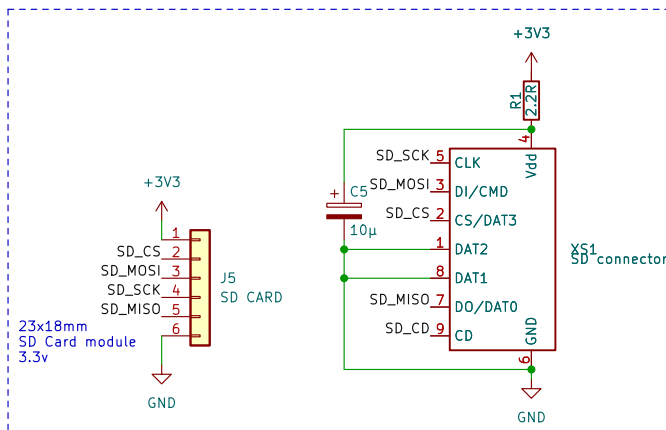 +3V3
R1
2.2R
4
Vdd
SD_SCK 5 CLK
SD_MOSI 3 DI/CMD
+ C5
10µ
SD_CS 2 CS/DAT3
1 DAT2
8 DAT1
SD_MISO 7 DO/DAT0
SD_CD 9 CD
GND
6
GND
XS1
SD connector
+3V3
1
SD_CS 2
SD_MOSI 3
SD_SCK 4
SD_MISO 5
6
J5
SD CARD
GND
23x18mm
SD Card module
3.3v